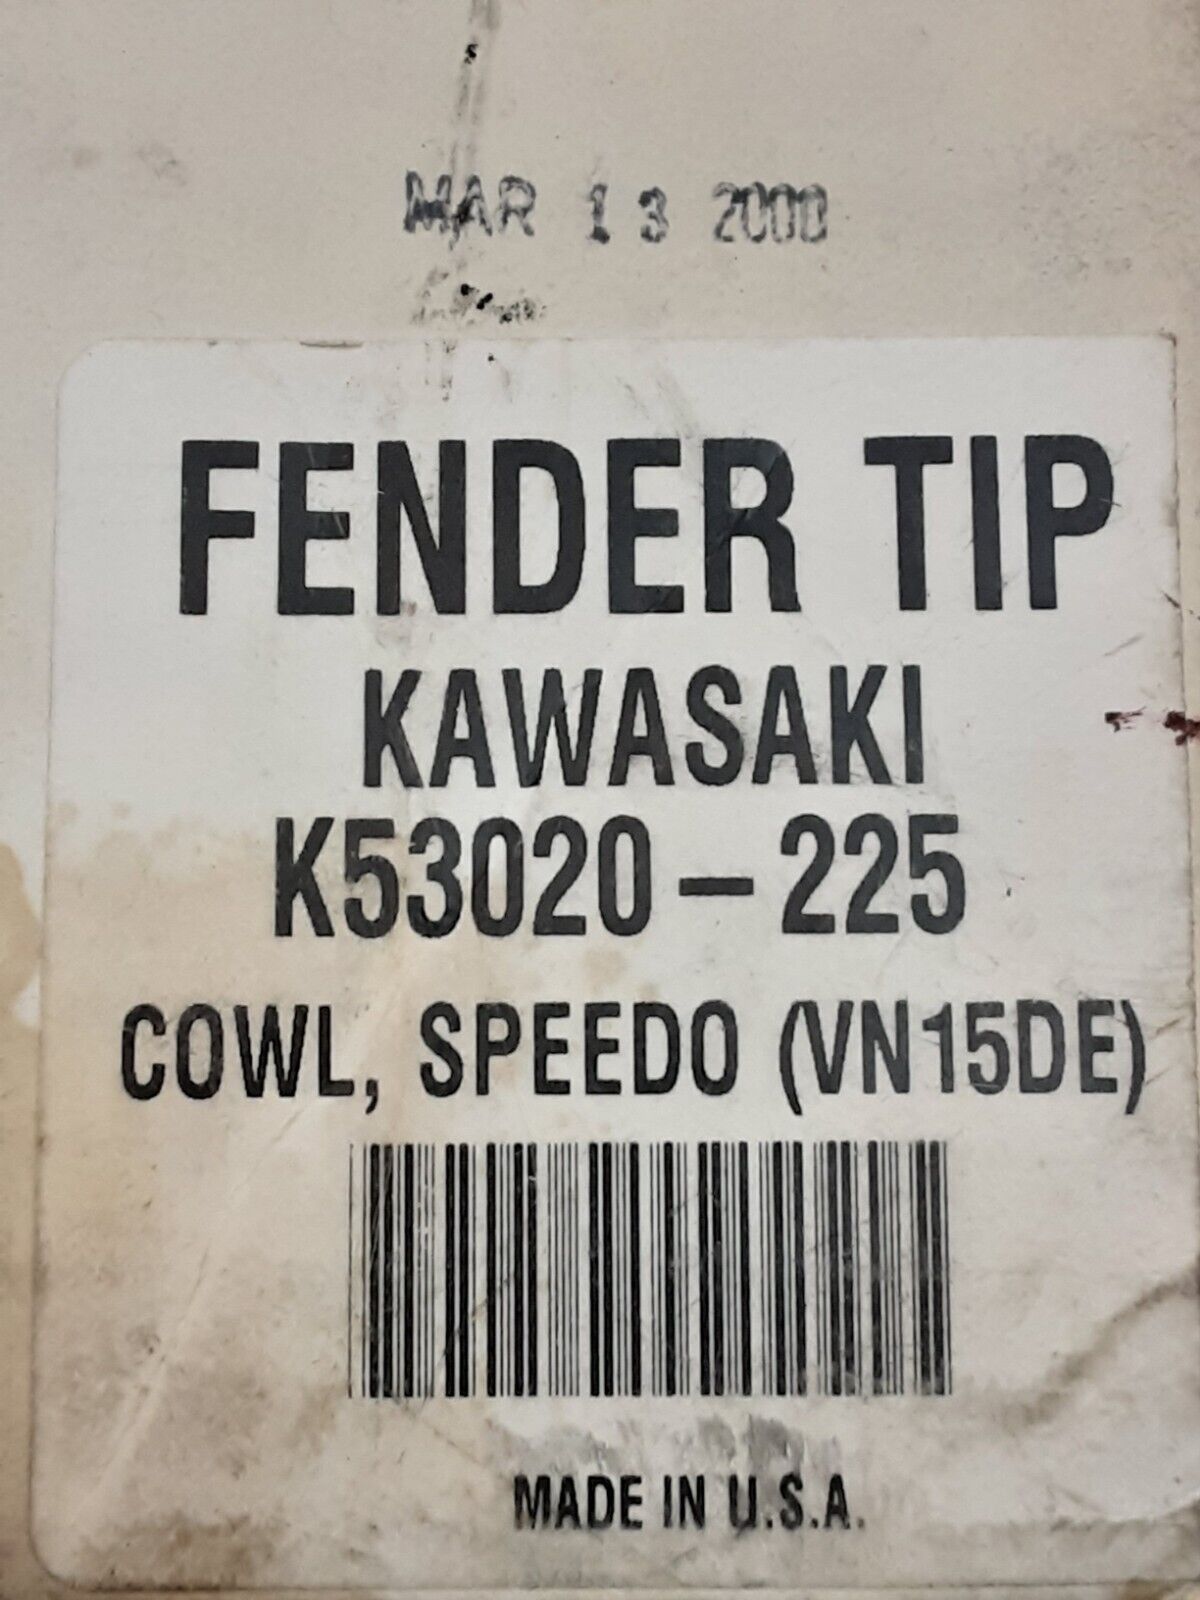 MAR 13 2000
FENDER TIP
KAWASAKI
K53020-225
COWL, SPEEDO (VN15DE)
MADE IN U.S.A.